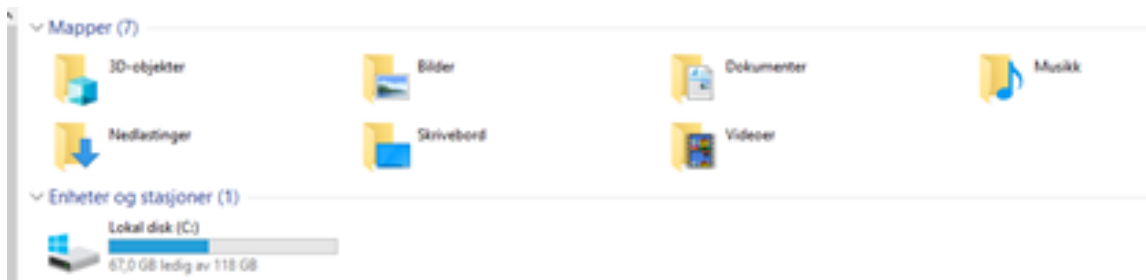 Mapper (7)
3D-objekter
Bilder
Dokumenter
Musikk
Nedlastinger
Skrivebord
Videoer
Enheter og stasjoner (1)
Lokal disk (C:)
67,0 GB ledig av 118 GB